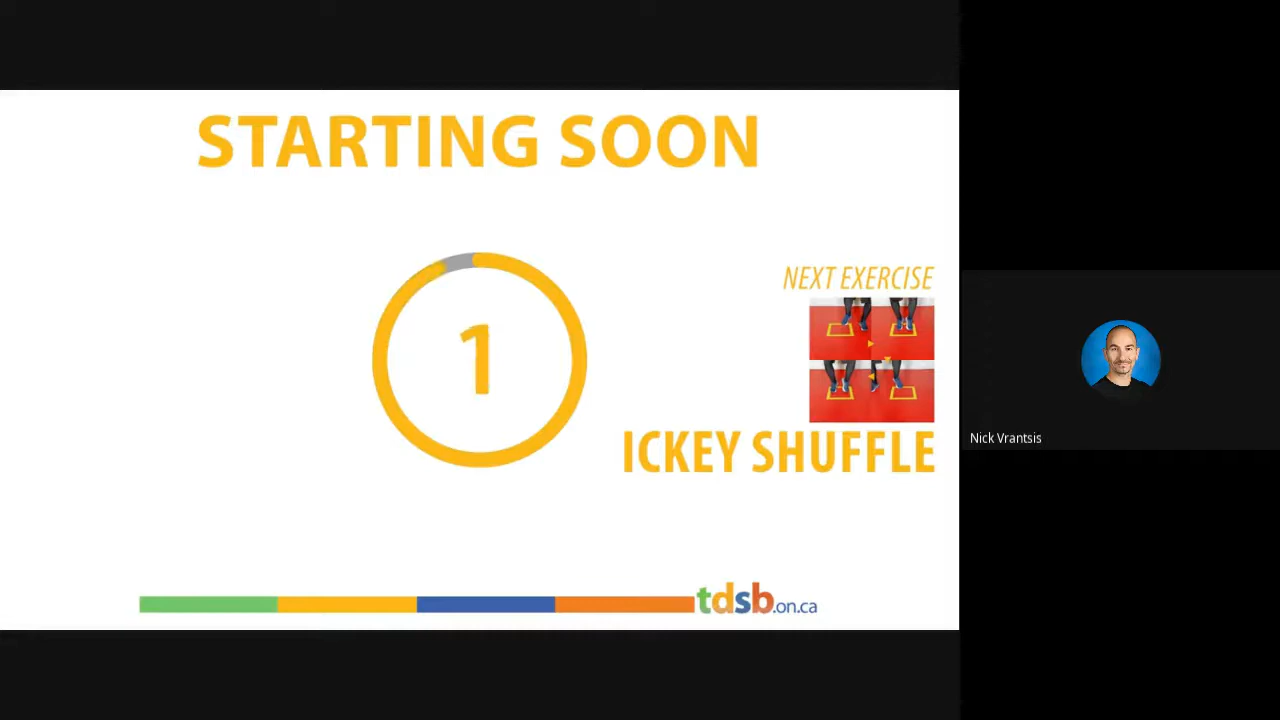 STARTING SOON
1
NEXT EXERCISE
ICKEY SHUFFLE
tdsb.on.ca
Nick Vrantsis